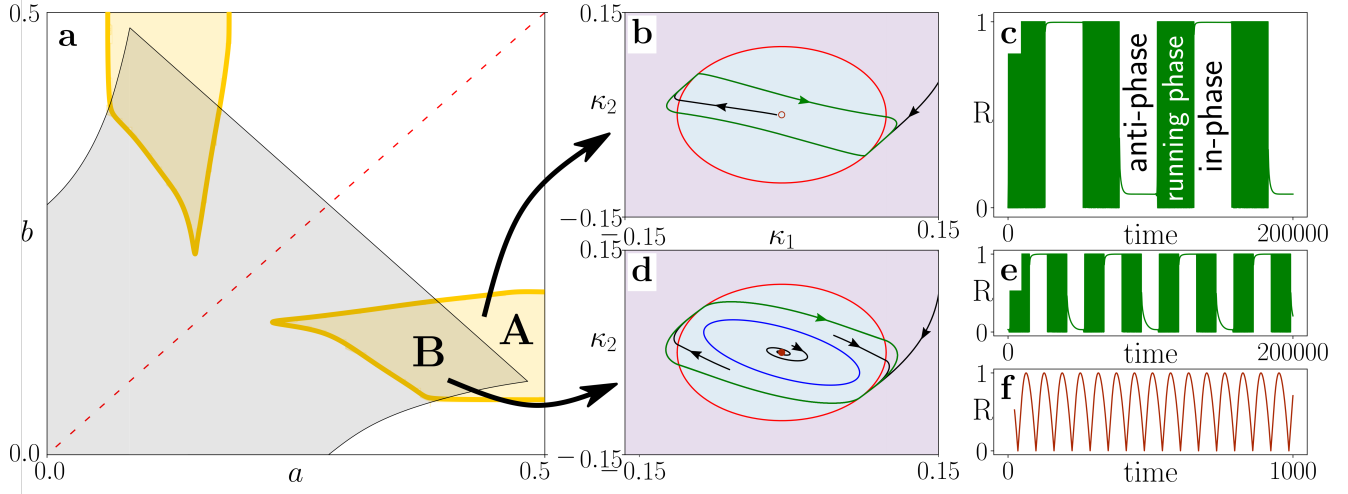 a
0.5
b
0.0
0.0
a
0.5
A
B
b
0.15
κ2
−0.15
−0.15
κ1
0.15
c
1
R
0
anti-phase
running phase
in-phase
0
time
200000
d
0.15
κ2
−0.15
−0.15
0.15
e
1
R
0
0
time
200000
f
1
R
0
0
time
1000